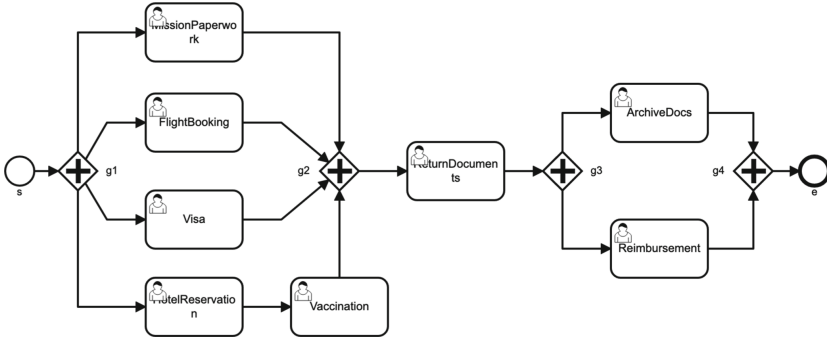 MissionPaperwo
rk
FlightBooking
g1
g2
Visa
HotelReservatio
n
Vaccination
s
ReturnDocumen
ts
g3
ArchiveDocs
Reimbursement
g4
e